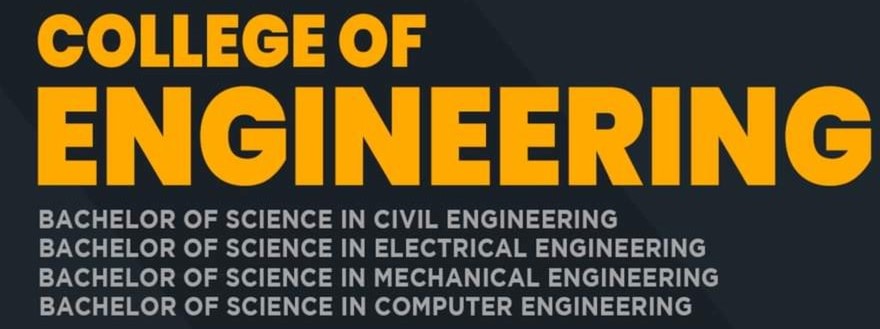 COLLEGE OF
ENGINEERING
BACHELOR OF SCIENCE IN CIVIL ENGINEERING
BACHELOR OF SCIENCE IN ELECTRICAL ENGINEERING
BACHELOR OF SCIENCE IN MECHANICAL ENGINEERING
BACHELOR OF SCIENCE IN COMPUTER ENGINEERING